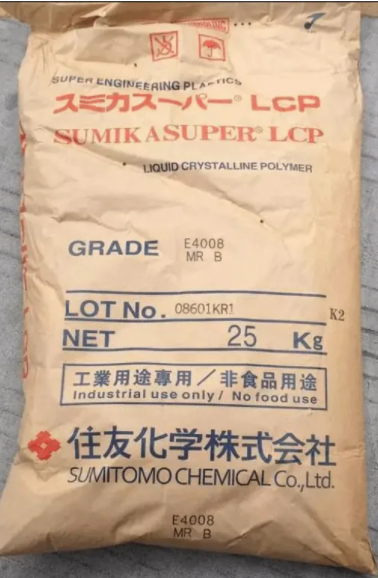 SUPER ENGINEERING PLASTICS
スミカスーパー® LCP
SUMIKASUPER® LCP
LIQUID CRYSTALLINE POLYMER
GRADE E4008
MR B
LOT No. 08601KR1 K2
NET 25 Kg
工業用途専用/非食品用途
Industrial use only / No food use
住友化学株式会社
SUMITOMO CHEMICAL Co.,Ltd.
E4008
MR B